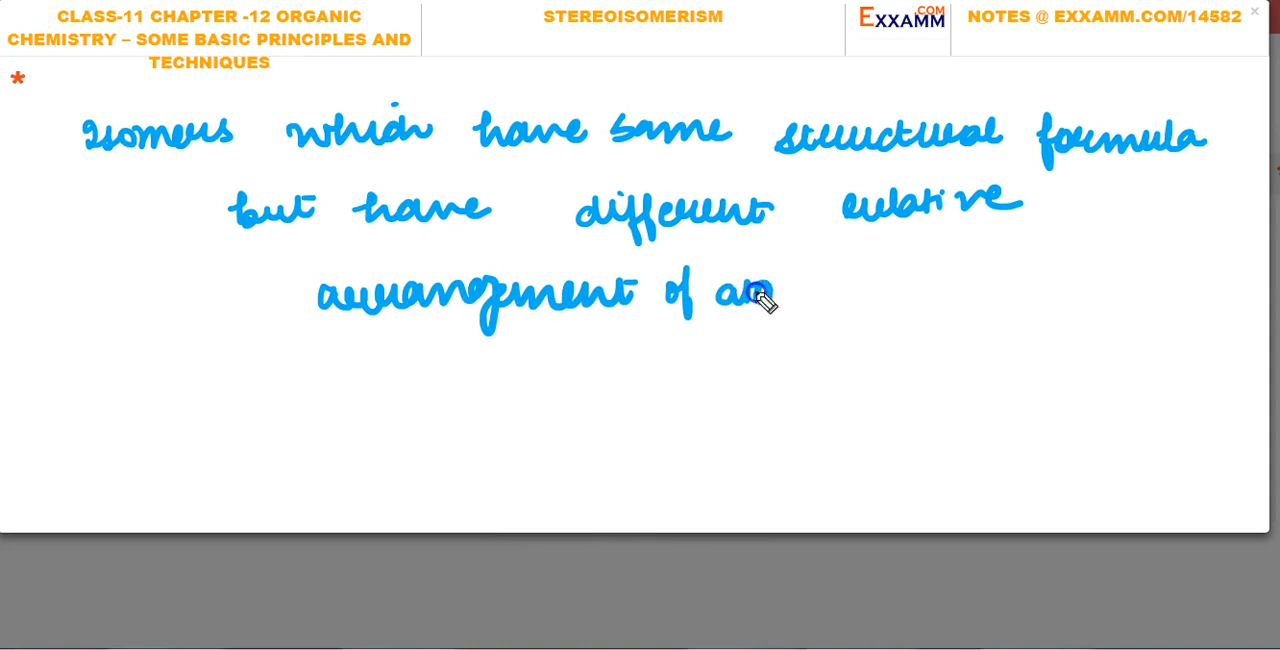 CLASS-11 CHAPTER -12 ORGANIC
CHEMISTRY – SOME BASIC PRINCIPLES AND
TECHNIQUES
STEREOISOMERISM
EXXAMM
.COM
NOTES @ EXXAMM.COM/14582
*
Isomers which have same structural formula
but have different relative
arrangement of